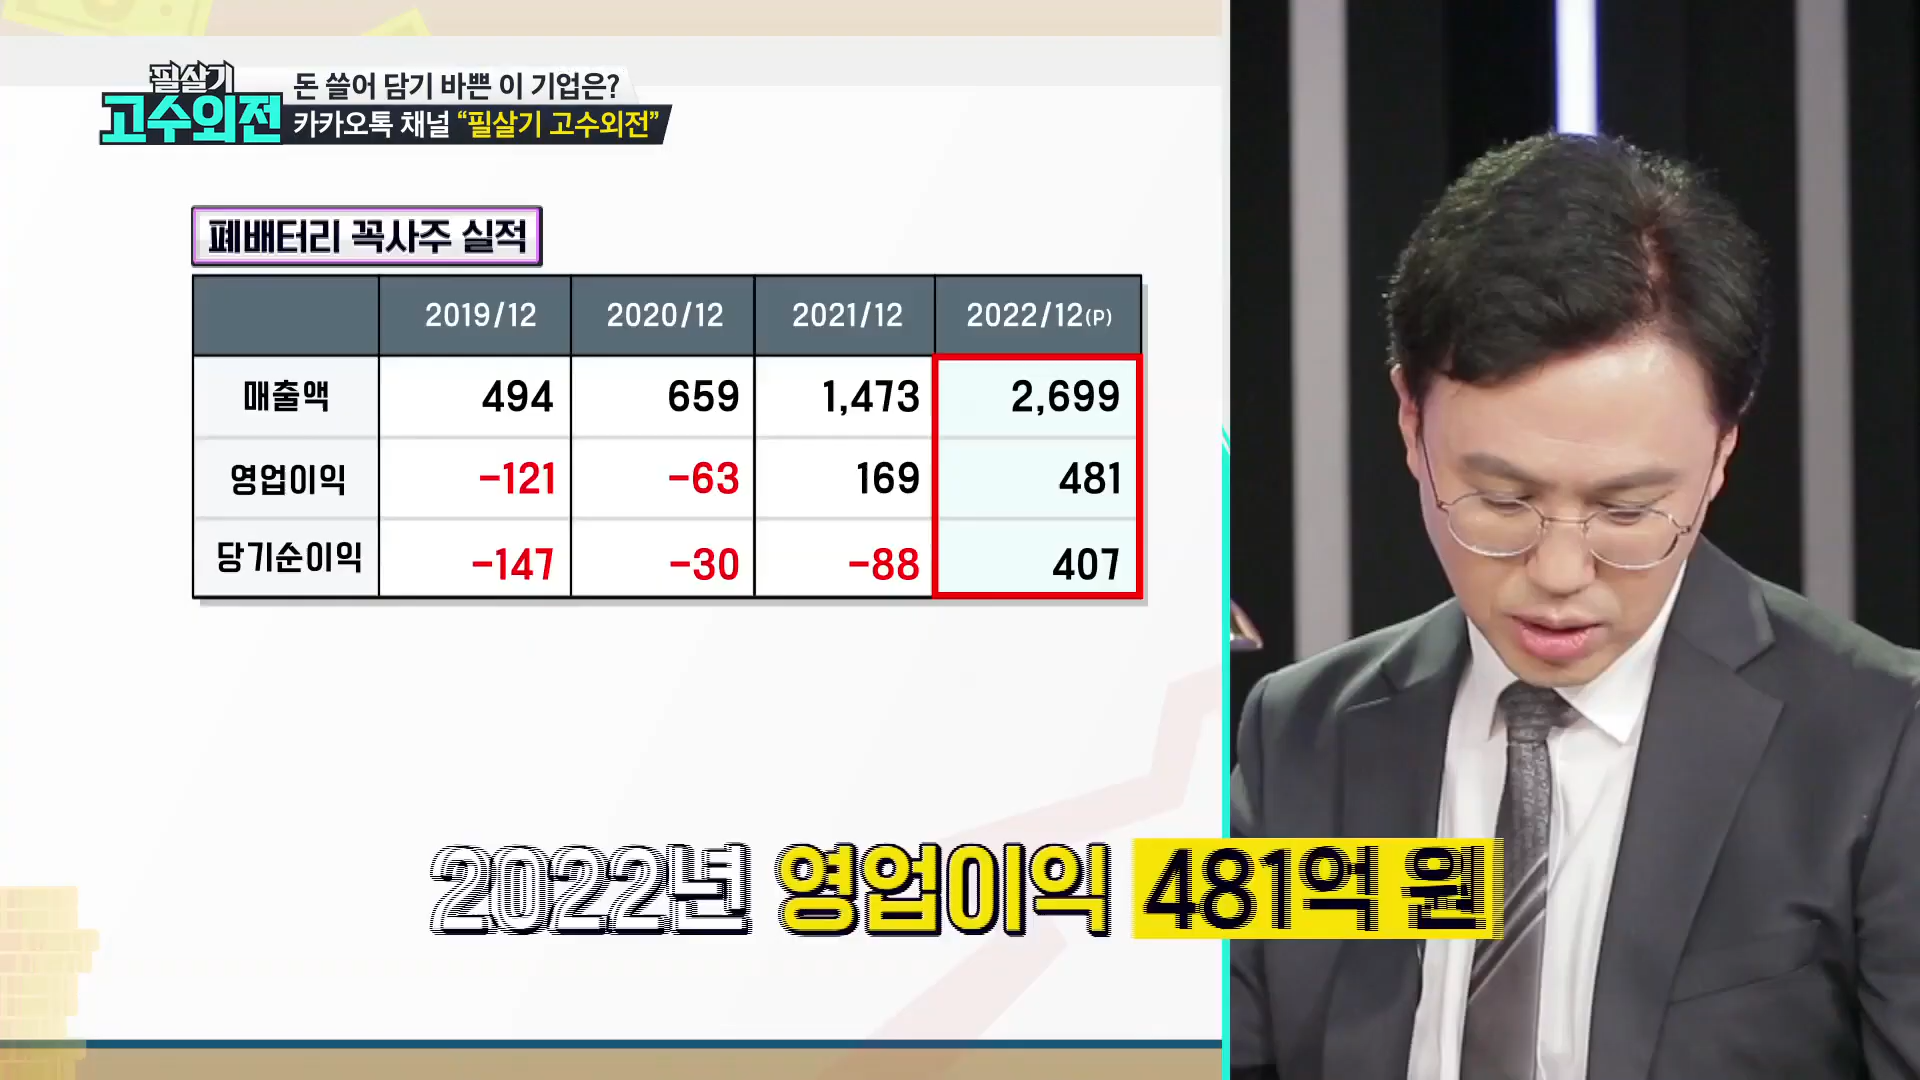 필살기
고수외전
돈 쓸어 담기 바쁜 이 기업은?
카카오톡 채널 “필살기 고수외전”
폐배터리 꼭사주 실적
2019/12 2020/12 2021/12 2022/12(P)
매출액 494 659 1,473 2,699
영업이익 -121 -63 169 481
당기순이익 -147 -30 -88 407
2022년 영업이익 481억 원